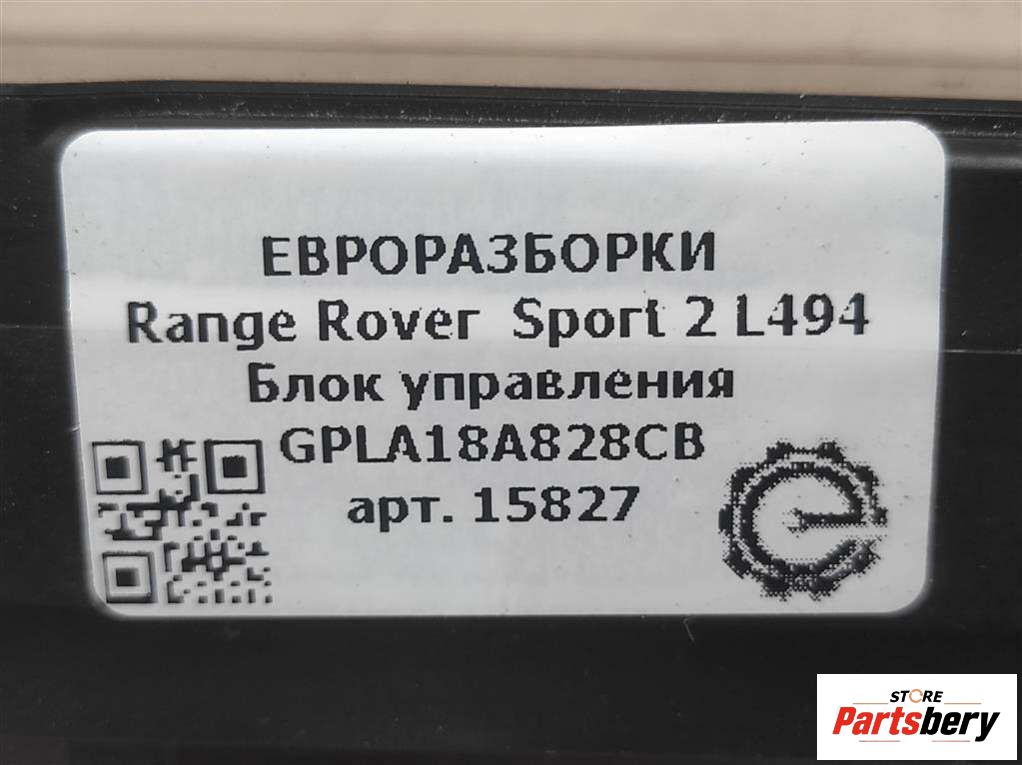 ЕВРОРАЗБОРКИ
Range Rover Sport 2 L494
Блок управления
GPLA18A828CB
арт. 15827
STORE
Partsbery